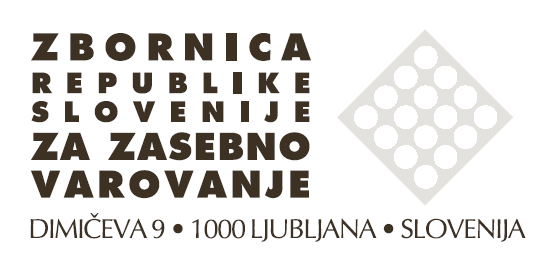 ZBORNICA
REPUBLIKE
SLOVENIJE
ZA ZASEBNO
VAROVANJE
DIMIČEVA 9 • 1000 LJUBLJANA • SLOVENIJA